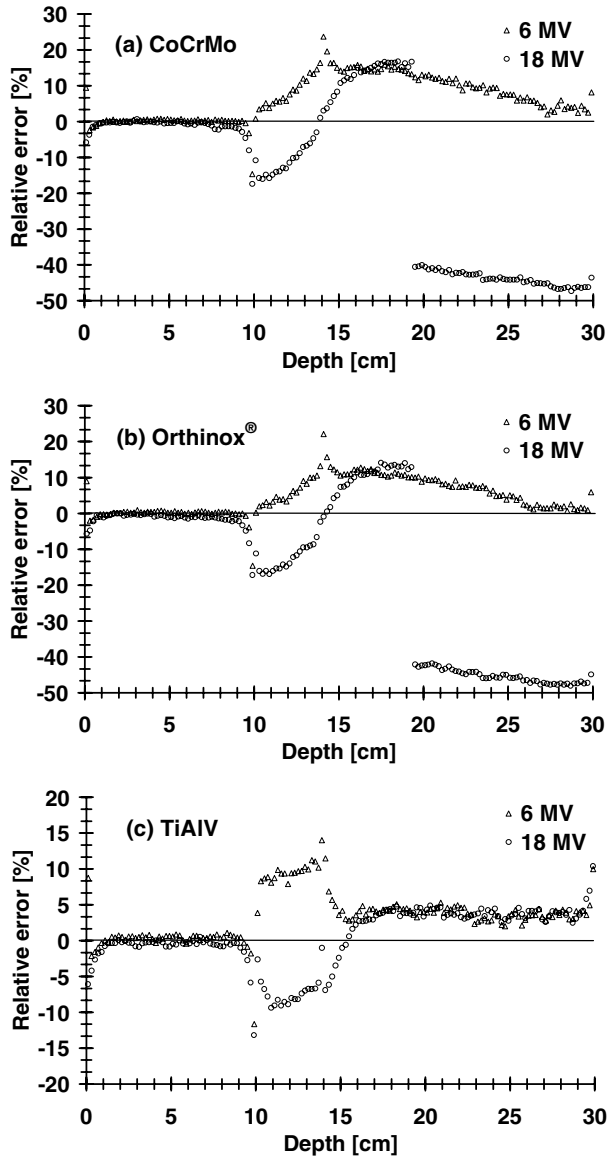 (a) CoCrMo
6 MV
18 MV
Relative error [%]
30
20
10
0
-10
-20
-30
-40
-50
0 5 10 15 20 25 30
Depth [cm]
(b) Orthinox®
6 MV
18 MV
Relative error [%]
30
20
10
0
-10
-20
-30
-40
-50
0 5 10 15 20 25 30
Depth [cm]
(c) TiAlV
6 MV
18 MV
Relative error [%]
20
15
10
5
0
-5
-10
-15
-20
0 5 10 15 20 25 30
Depth [cm]